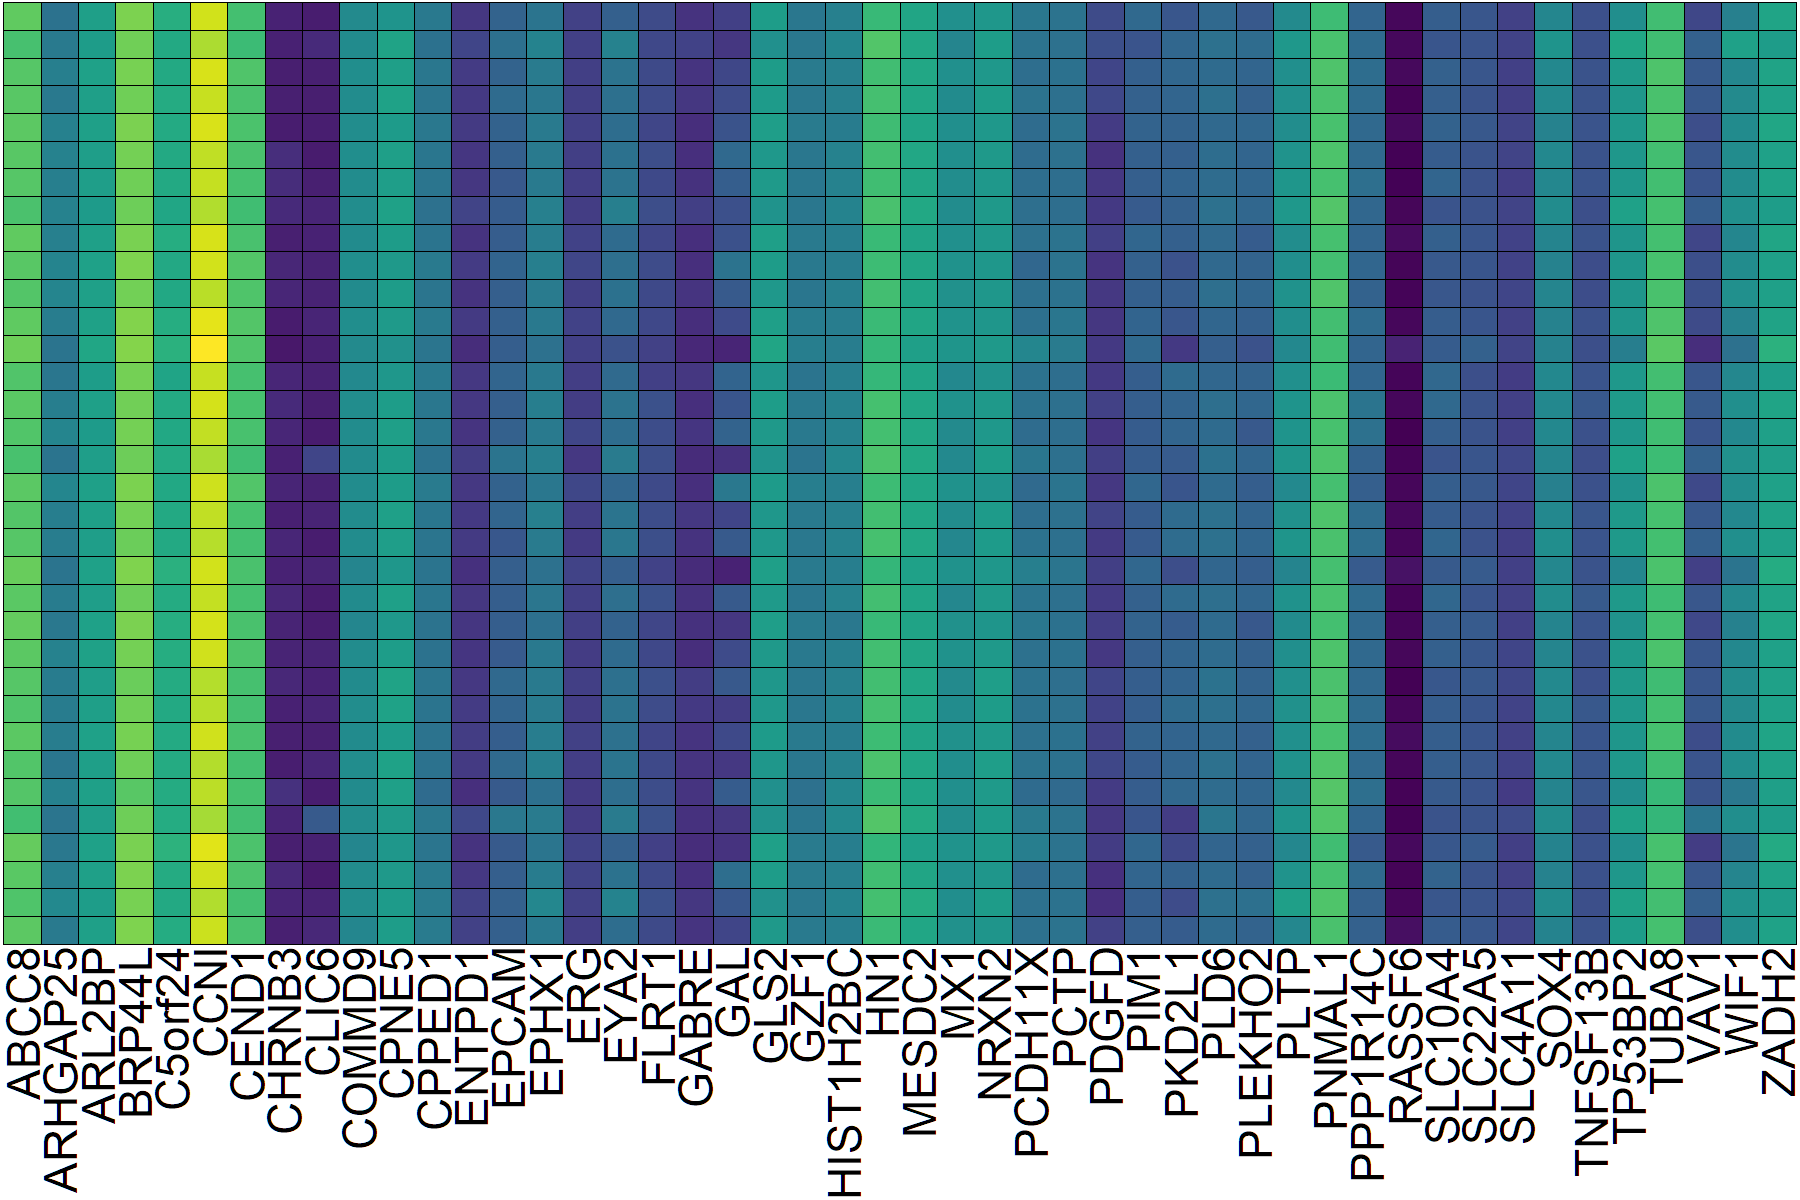 ABCC8
ARHGAP25
ARL2BP
BRP44L
C5orf24
CCNI
CEND1
CHRNB3
CLIC6
COMMD9
CPNE5
CPPED1
ENTPD1
EPCAM
EPHX1
ERG
EYA2
FLRT1
GABRE
GAL
GLS2
GZF1
HIST1H2BC
HN1
MESDC2
MX1
NRXN2
PCDH11X
PCTP
PDGFD
PIM1
PKD2L1
PLD6
PLEKHO2
PLTP
PNMAL1
PPP1R14C
RASSF6
SLC10A4
SLC22A5
SLC4A11
SOX4
TNFSF13B
TP53BP2
TUBA8
VAV1
WIF1
ZADH2